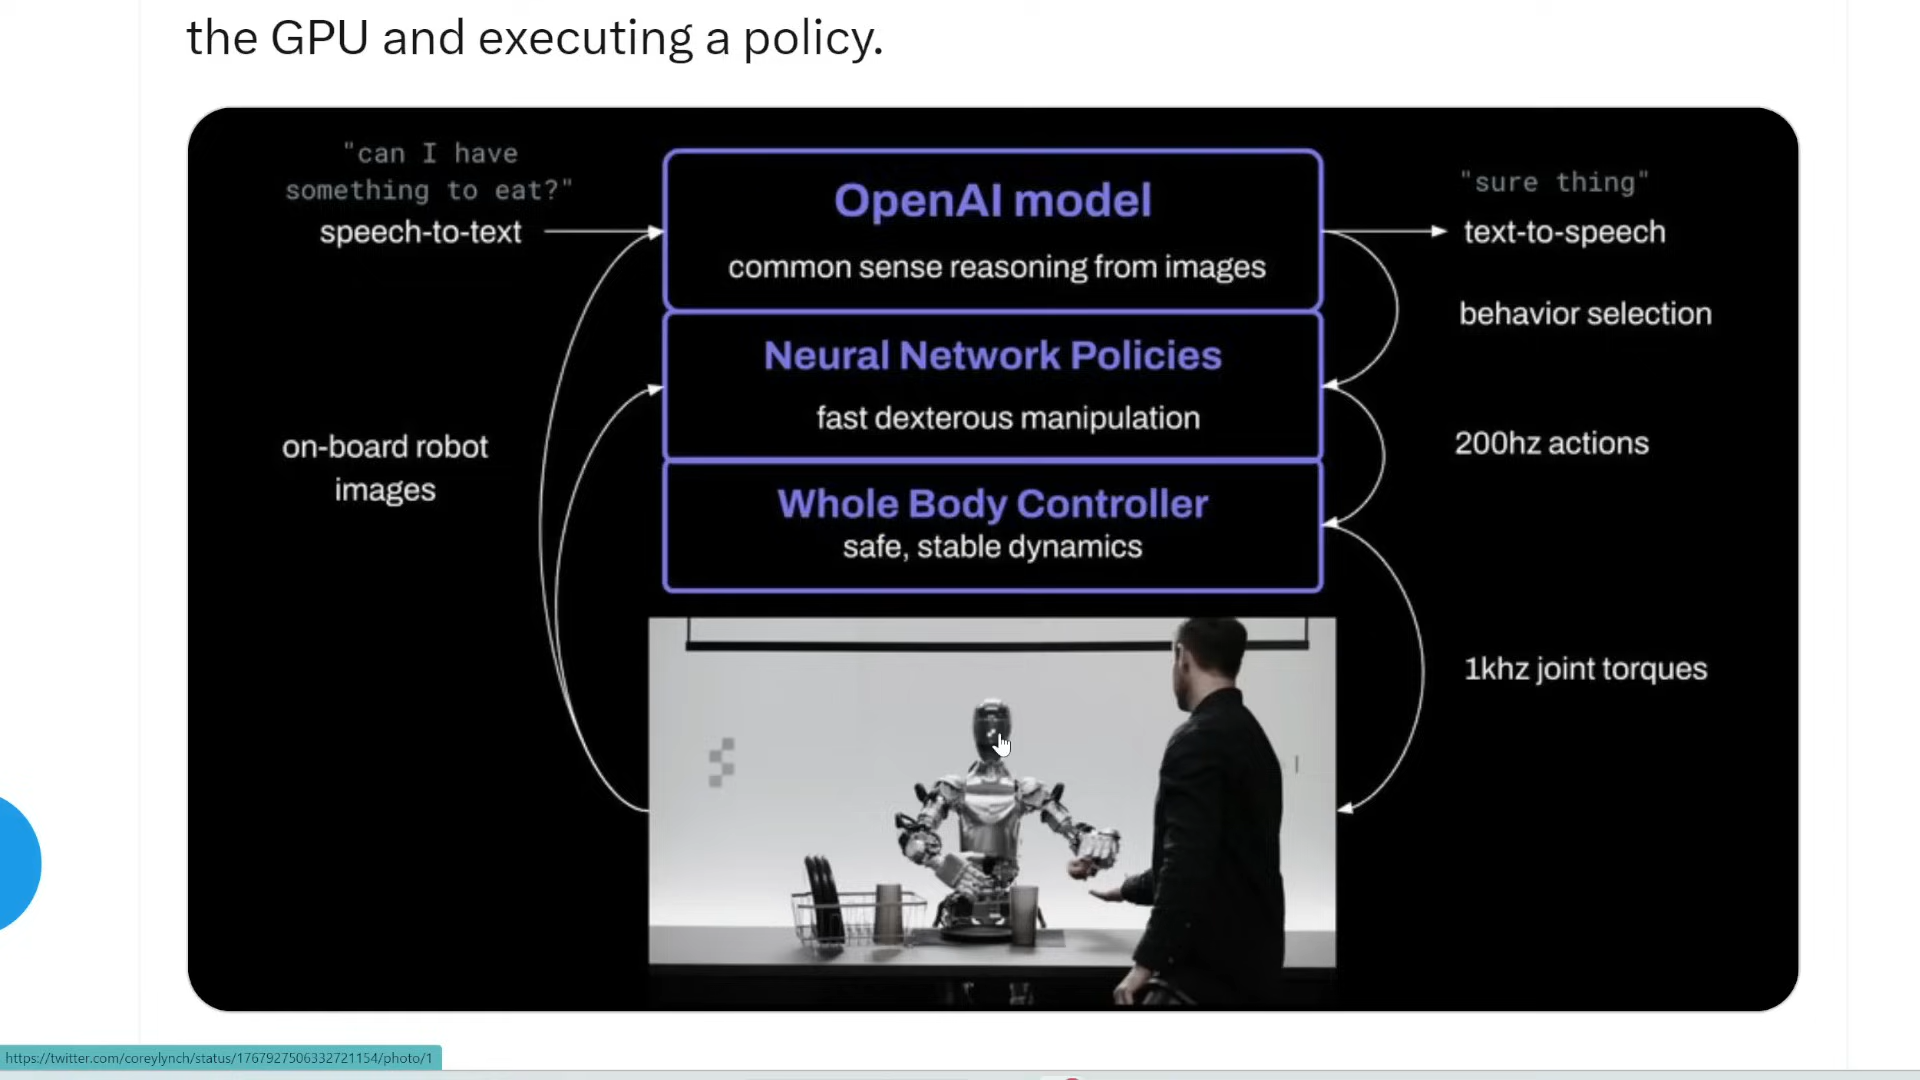 the GPU and executing a policy.
"can I have
something to eat?"
speech-to-text
on-board robot
images
OpenAI model
common sense reasoning from images
Neural Network Policies
fast dexterous manipulation
Whole Body Controller
safe, stable dynamics
"sure thing"
text-to-speech
behavior selection
200hz actions
1khz joint torques
https://twitter.com/coreylynch/status/1767927506332721154/photo/1